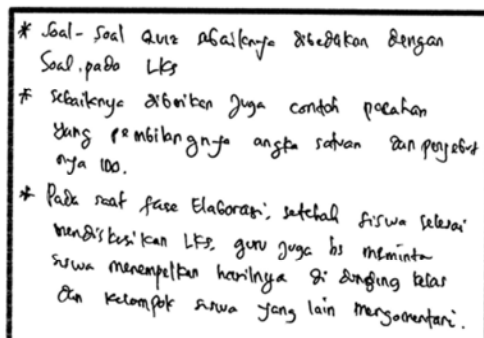 * Soal-Soal Quiz sebaiknya dibedakan dengan
Soal pada LKS
* Sebaiknya diberikan juga contoh pecahan
yang pembilangnya angka satuan dan penyebut
nya 100.
* Pada saat fase Elaborasi, setelah siswa selesai
mendiskusikan LKS, guru juga bs meminta
siswa menempelkan hasilnya di dinding kelas
dan kelompok siswa yang lain mengomentari.